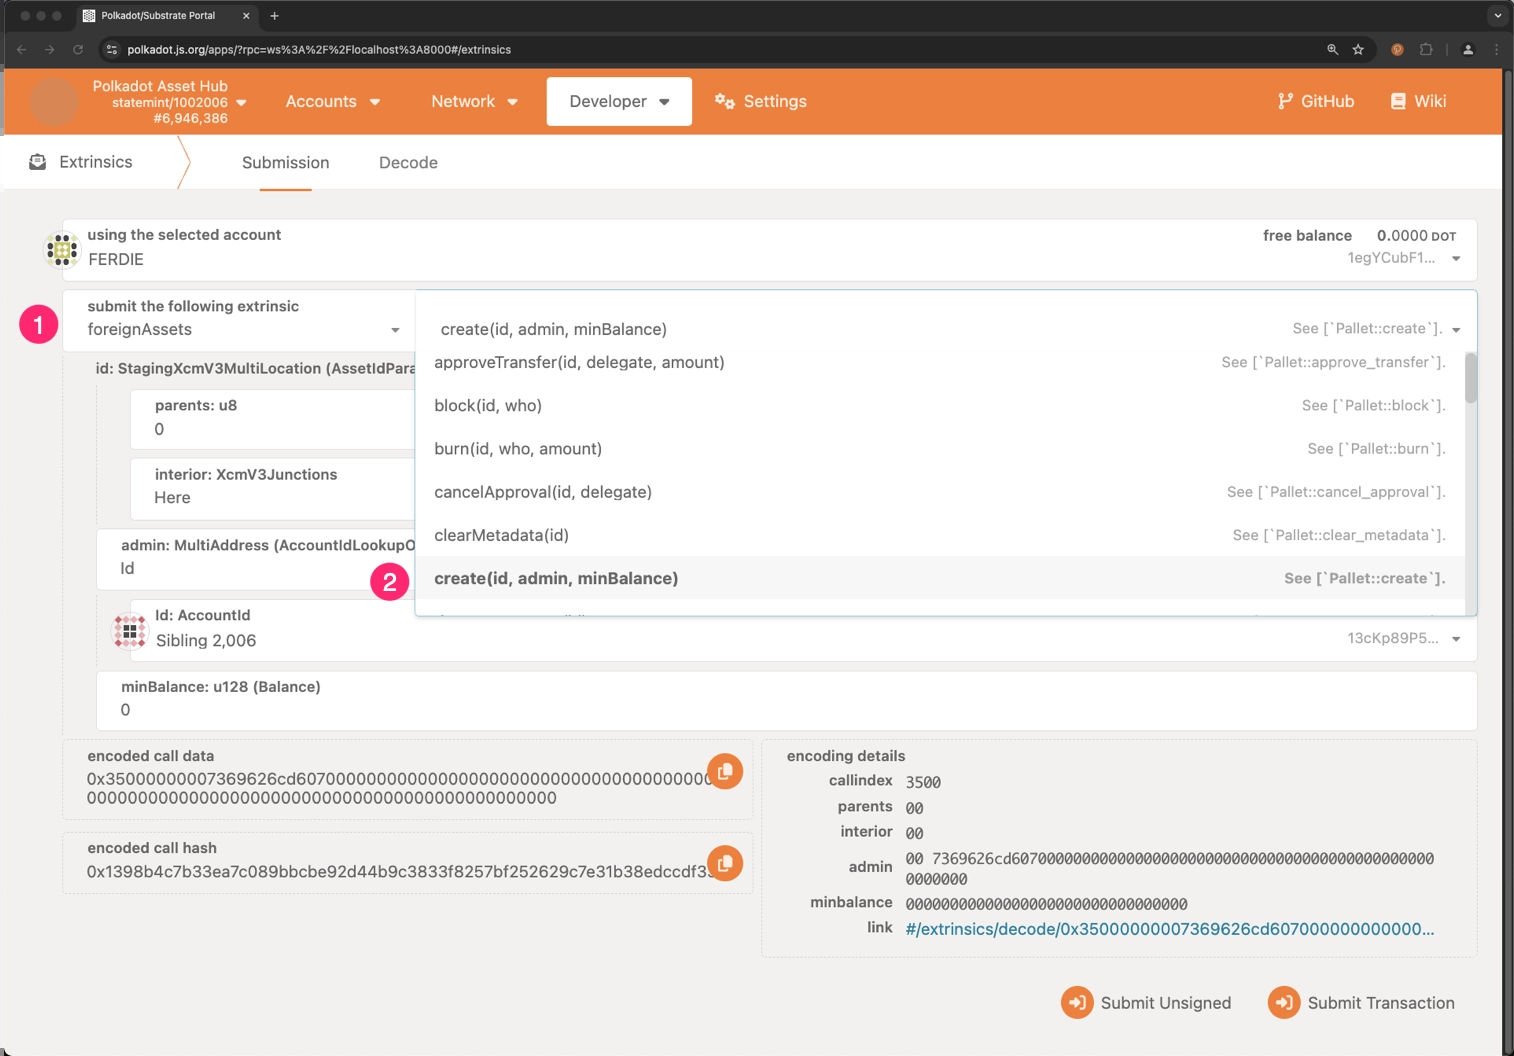 Polkadot/Substrate Portal
polkadot.js.org/apps/?rpc=ws%3A%2F%2Flocalhost%3A8000#/extrinsics
Polkadot Asset Hub
statemint/1002006
#6,946,386
Accounts
Network
Developer
Settings
GitHub
Wiki
Extrinsics
Submission
Decode
using the selected account
FERDIE
free balance 0.0000 DOT
1egYCubF1...
1
submit the following extrinsic
foreignAssets
create(id, admin, minBalance) See [`Pallet::create`].
approveTransfer(id, delegate, amount) See [`Pallet::approve_transfer`].
block(id, who) See [`Pallet::block`].
burn(id, who, amount) See [`Pallet::burn`].
cancelApproval(id, delegate) See [`Pallet::cancel_approval`].
clearMetadata(id) See [`Pallet::clear_metadata`].
2
create(id, admin, minBalance) See [`Pallet::create`].
id: StagingXcmV3MultiLocation (AssetIdPara
parents: u8
0
interior: XcmV3Junctions
Here
admin: MultiAddress (AccountIdLookupO
Id
Id: AccountId
Sibling 2,006
13cKp89P5...
minBalance: u128 (Balance)
0
encoded call data
encoded call hash
encoding details
callindex 3500
parents 00
interior 00
admin
minbalance 00000000000000000000000000000000
link
Submit Unsigned
Submit Transaction